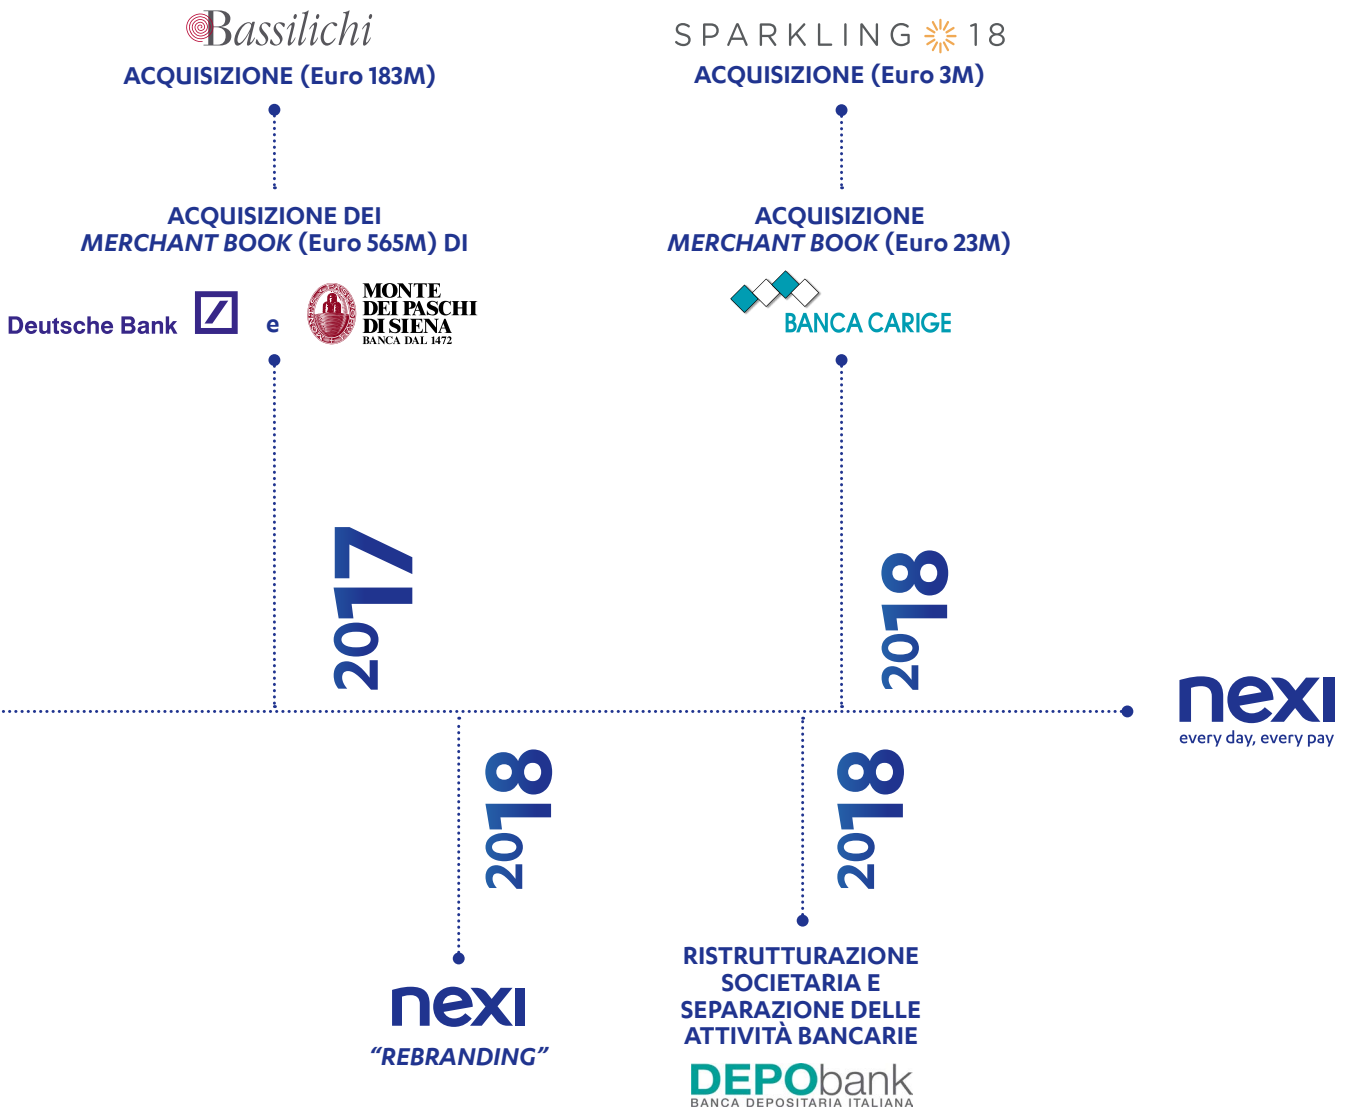 Bassilichi
ACQUISIZIONE (Euro 183M)
ACQUISIZIONE DEI
MERCHANT BOOK (Euro 565M) DI
Deutsche Bank
e
MONTE
DEI PASCHI
DI SIENA
BANCA DAL 1472
2017
SPARKLING 18
ACQUISIZIONE (Euro 3M)
ACQUISIZIONE
MERCHANT BOOK (Euro 23M)
BANCA CARIGE
2018
nexi
every day, every pay
2018
nexi
“REBRANDING”
2018
RISTRUTTURAZIONE
SOCIETARIA E
SEPARAZIONE DELLE
ATTIVITÀ BANCARIE
DEPObank
BANCA DEPOSITARIA ITALIANA